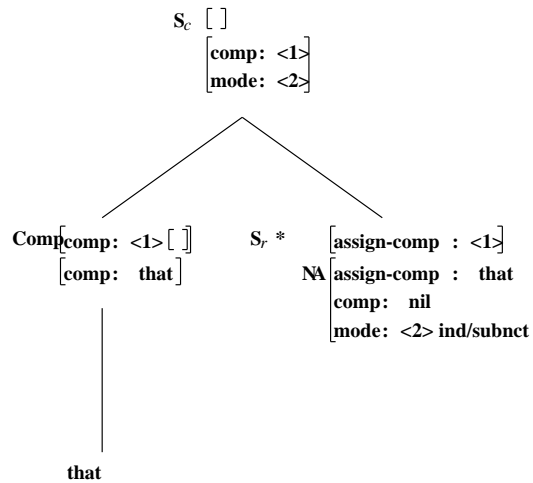 S_c [ ]
[comp: <1>
mode: <2>]
Comp[comp: <1> [ ]] S_r * [assign-comp : <1>]
[comp: that] NA [assign-comp : that
comp: nil
mode: <2> ind/subnct]
that